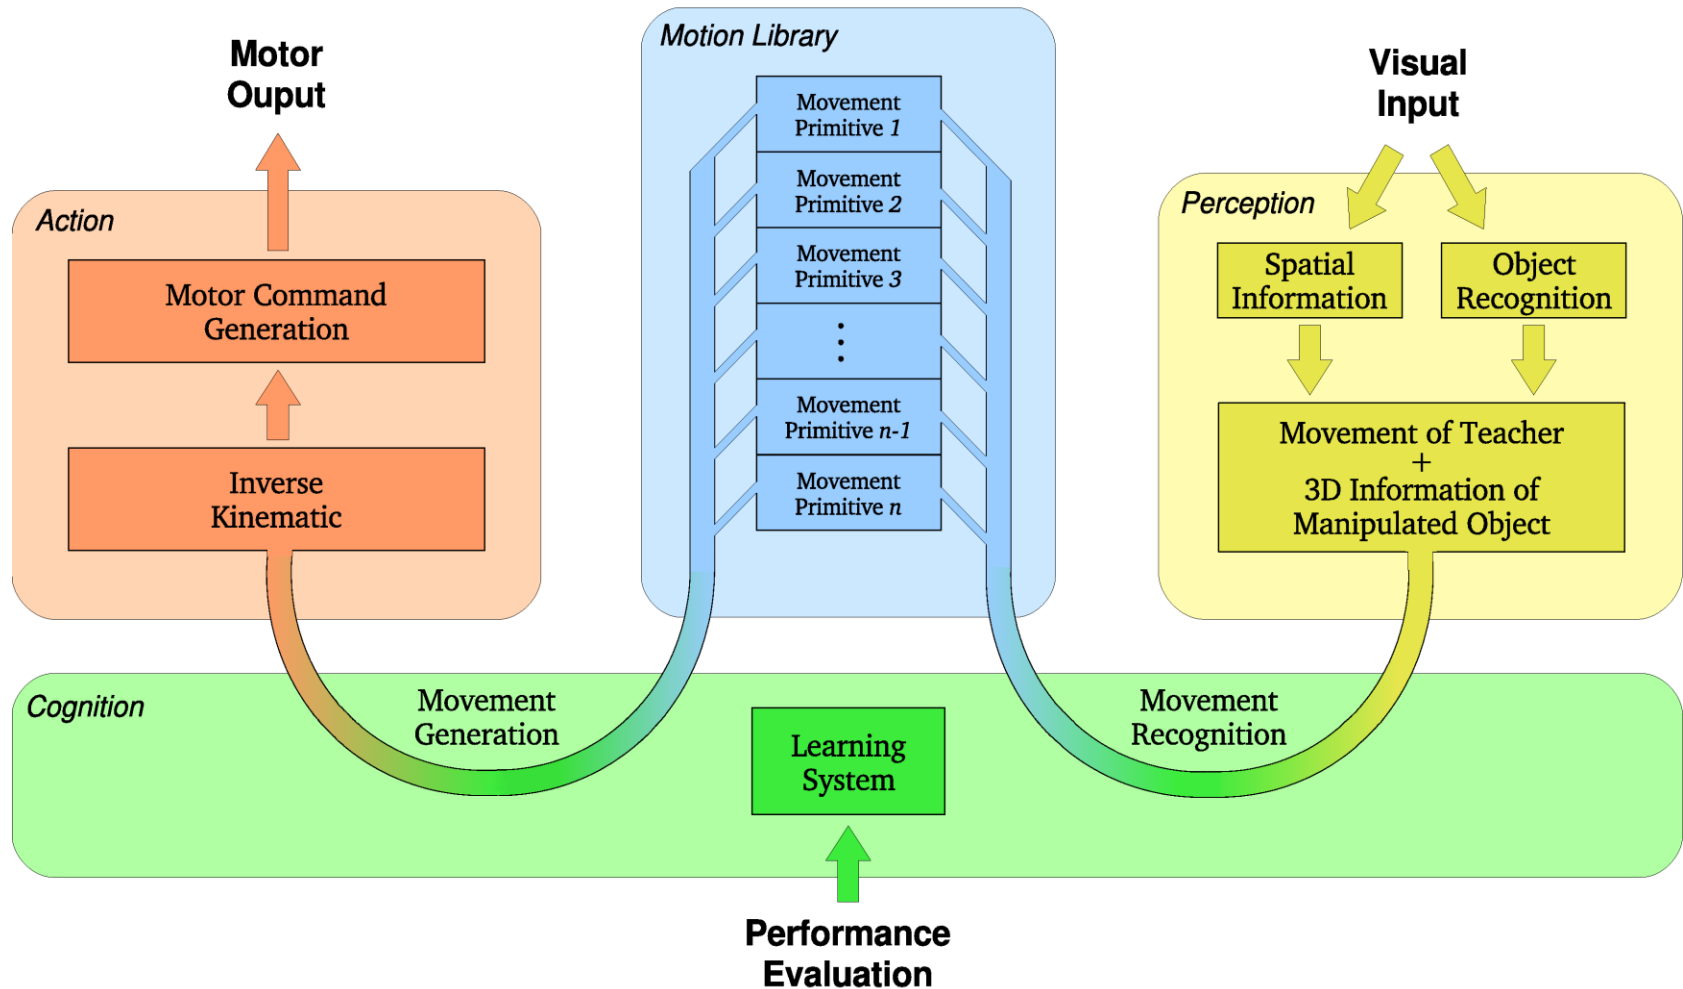 Motor
Ouput
Action
Motor Command
Generation
Inverse
Kinematic
Motion Library
Movement
Primitive 1
Movement
Primitive 2
Movement
Primitive 3
⋮
Movement
Primitive n-1
Movement
Primitive n
Visual
Input
Perception
Spatial
Information
Object
Recognition
Movement of Teacher
+
3D Information of
Manipulated Object
Cognition
Movement
Generation
Learning
System
Movement
Recognition
Performance
Evaluation